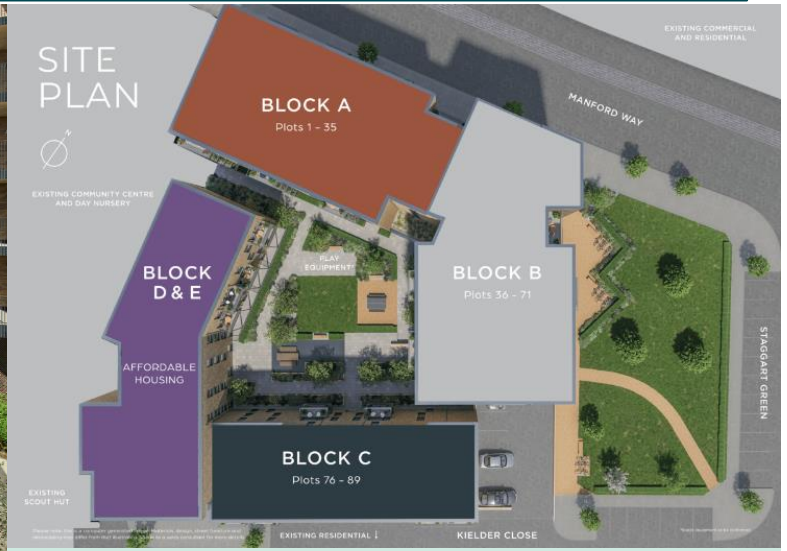 SITE
PLAN
N
EXISTING COMMERCIAL
AND RESIDENTIAL
MANFORD WAY
BLOCK A
Plots 1 - 35
EXISTING COMMUNITY CENTRE
AND DAY NURSERY
PLAY
EQUIPMENT*
BLOCK
D & E
AFFORDABLE
HOUSING
BLOCK B
Plots 36 - 71
STAGGART GREEN
BLOCK C
Plots 76 - 89
EXISTING
SCOUT HUT
EXISTING RESIDENTIAL
KIELDER CLOSE